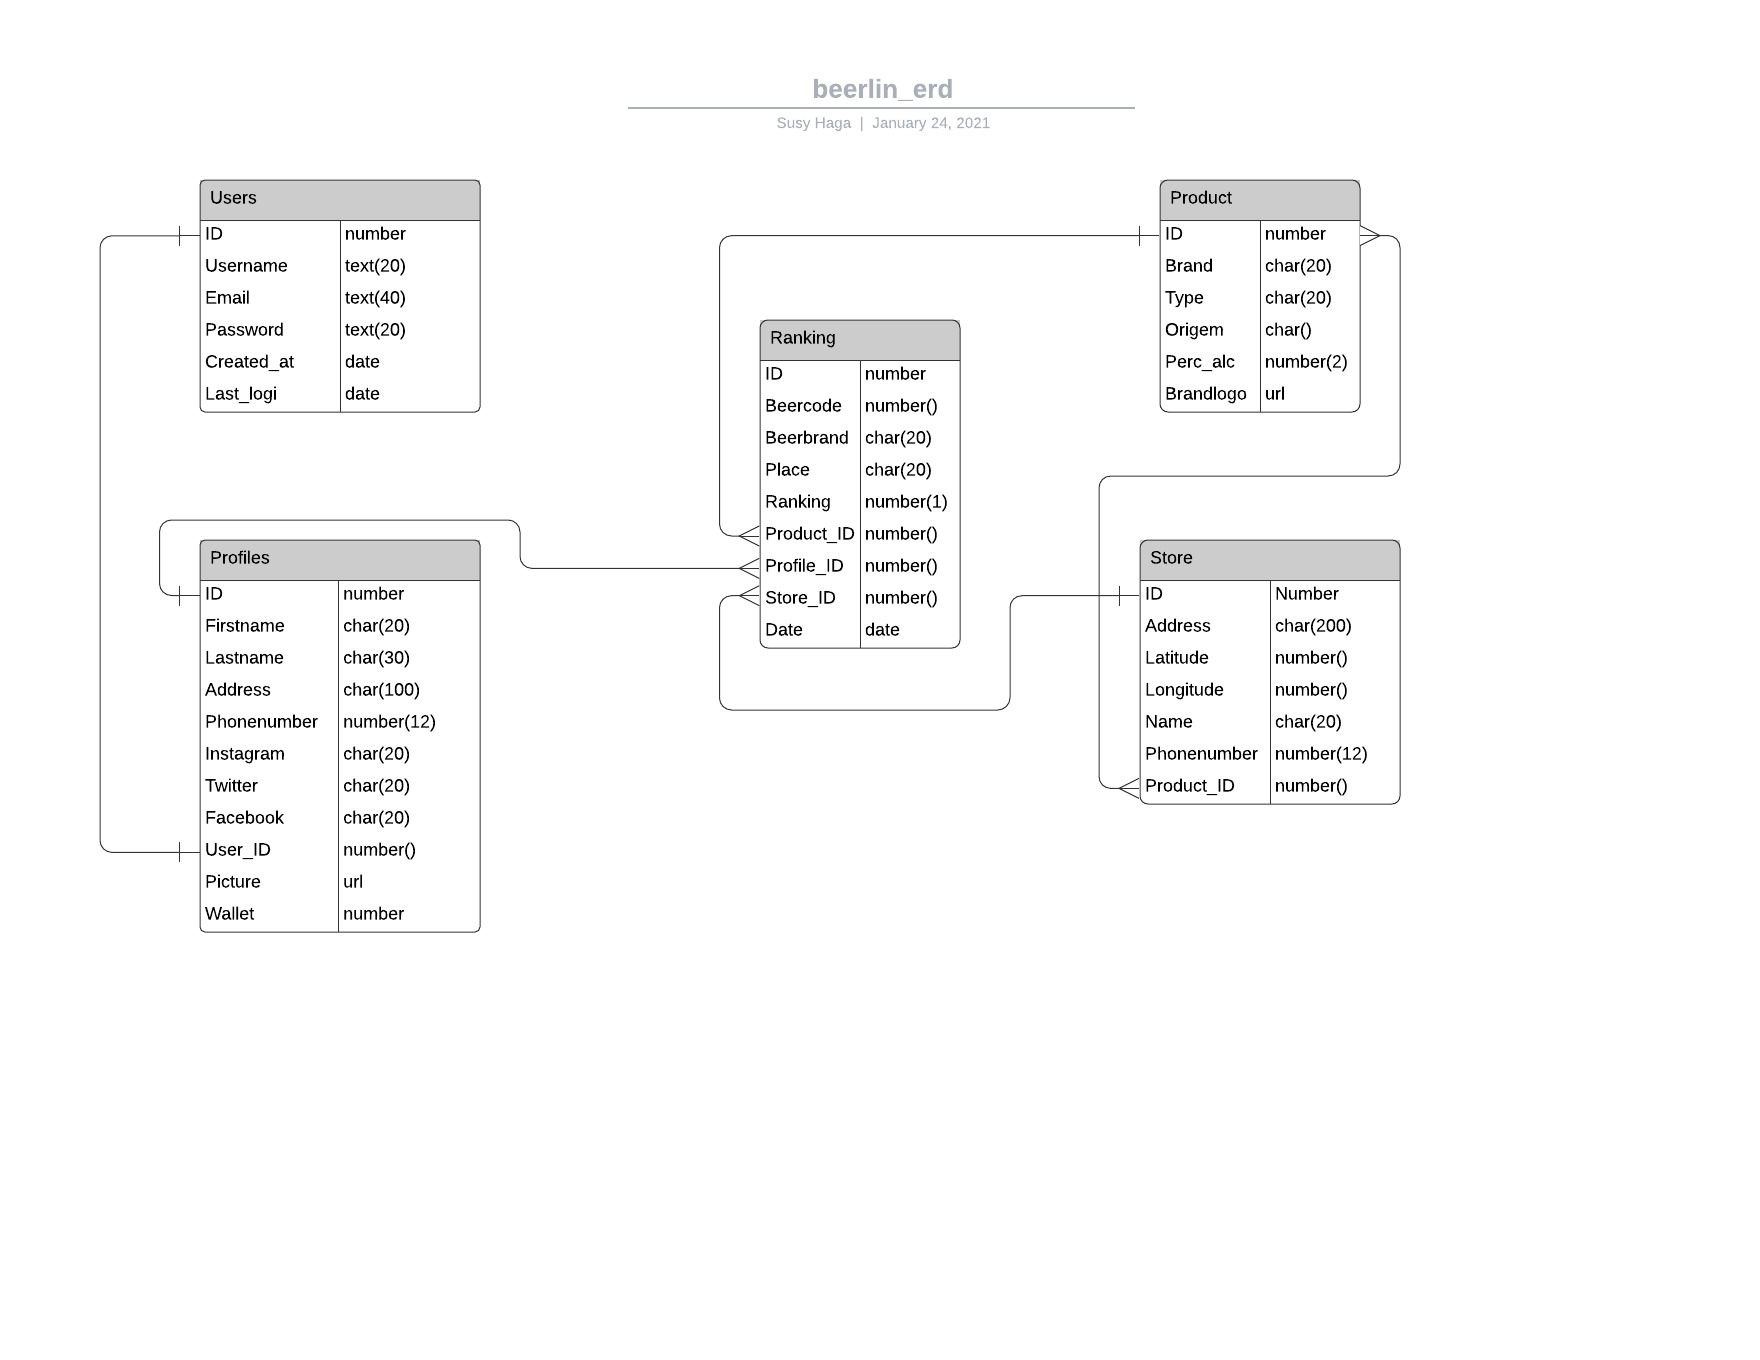 beerlin_erd
Susy Haga | January 24, 2021
Users
ID number
Username text(20)
Email text(40)
Password text(20)
Created_at date
Last_logi date
Product
ID number
Brand char(20)
Type char(20)
Origem char()
Perc_alc number(2)
Brandlogo url
Ranking
ID number
Beercode number()
Beerbrand char(20)
Place char(20)
Ranking number(1)
Product_ID number()
Profile_ID number()
Store_ID number()
Date date
Profiles
ID number
Firstname char(20)
Lastname char(30)
Address char(100)
Phonenumber number(12)
Instagram char(20)
Twitter char(20)
Facebook char(20)
User_ID number()
Picture url
Wallet number
Store
ID Number
Address char(200)
Latitude number()
Longitude number()
Name char(20)
Phonenumber number(12)
Product_ID number()